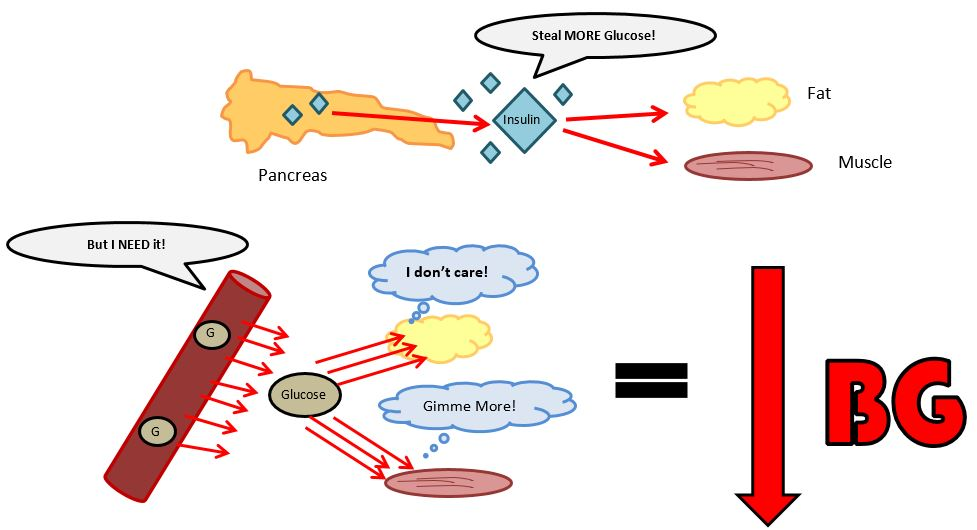 Steal MORE Glucose!
Insulin
Fat
Muscle
Pancreas
But I NEED it!
I don't care!
G
Glucose
Gimme More!
G
BG